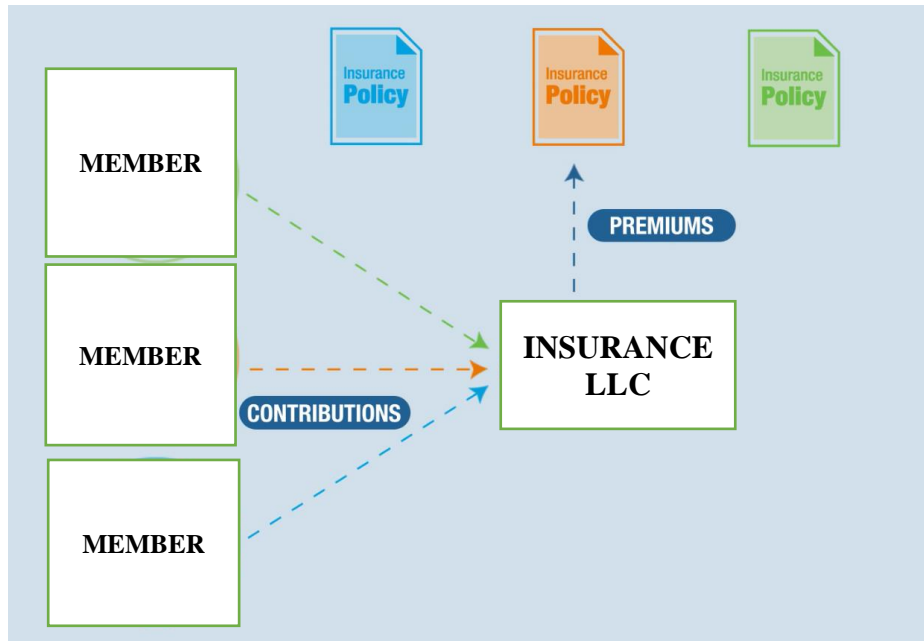 Insurance
Policy
Insurance
Policy
Insurance
Policy
MEMBER
PREMIUMS
MEMBER
INSURANCE
LLC
CONTRIBUTIONS
MEMBER